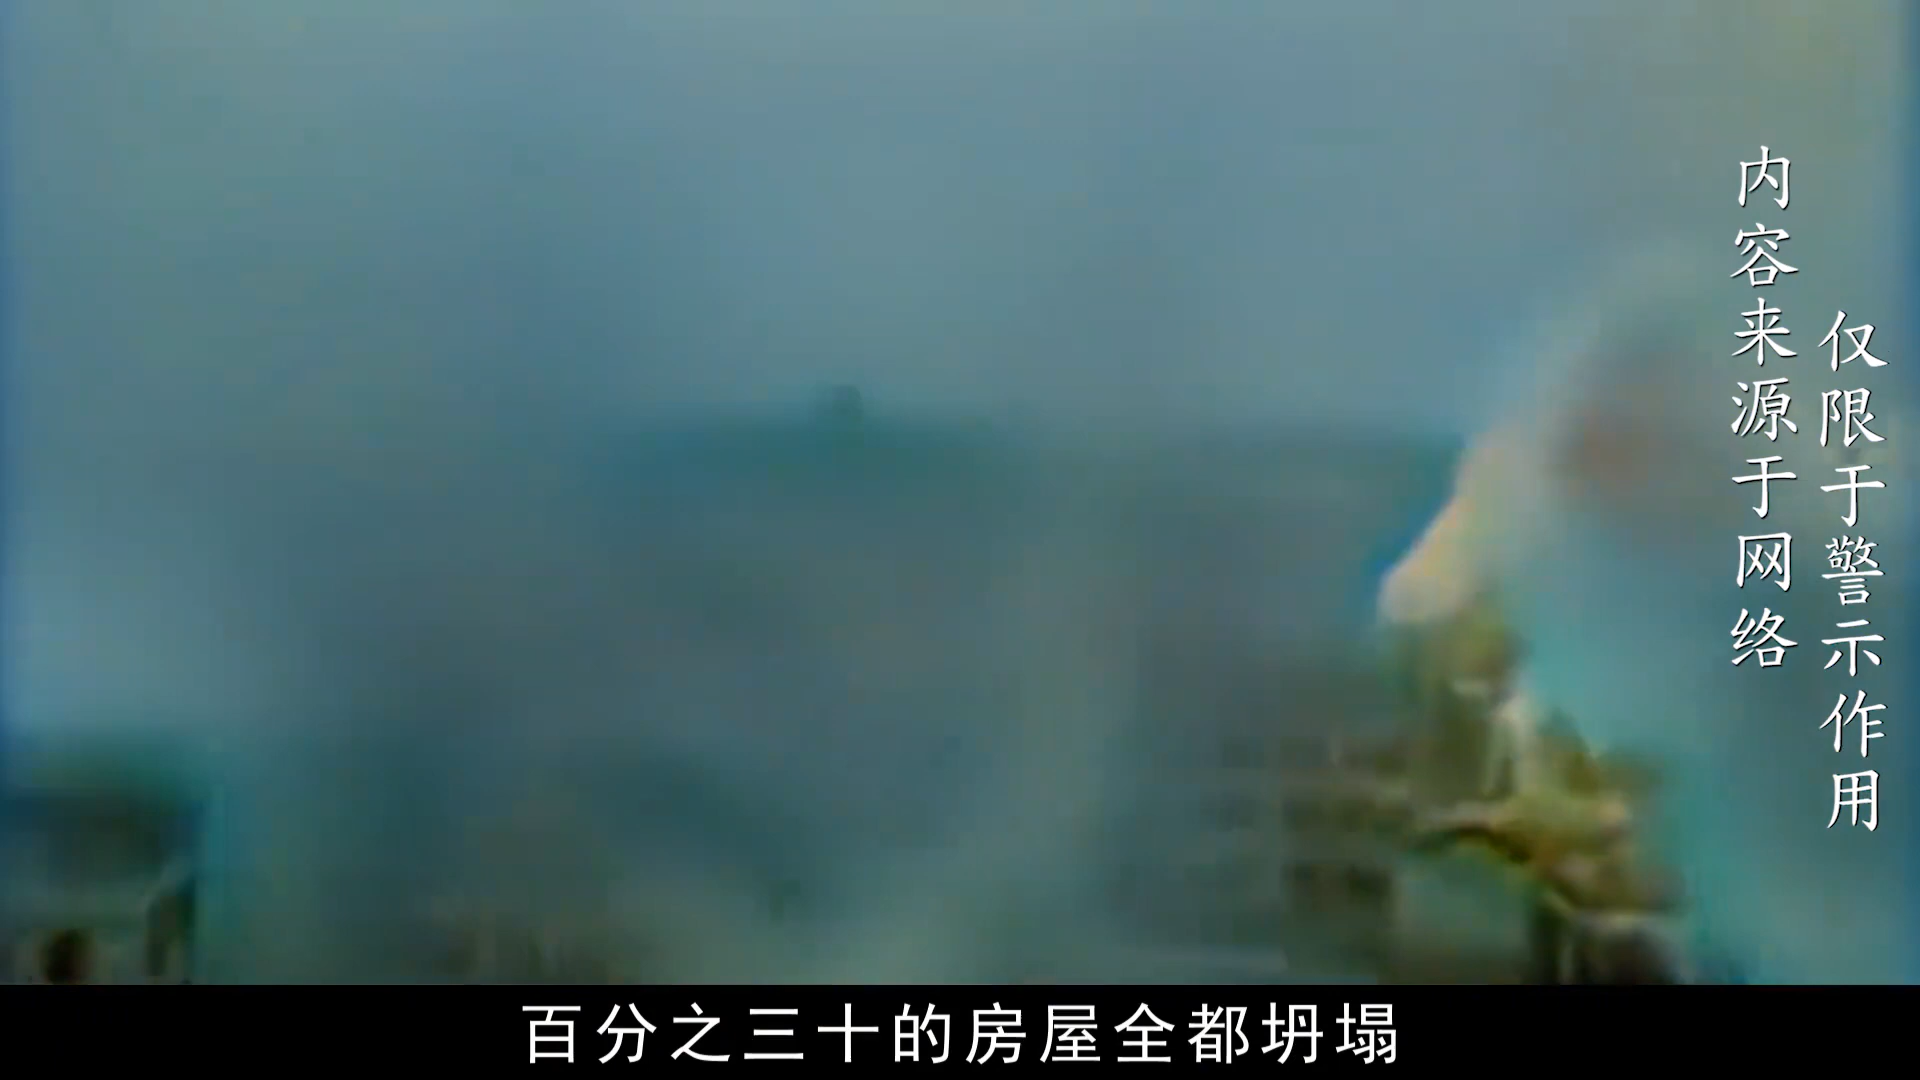 内容来源于网络
仅限于警示作用
百分之三十的房屋全都坍塌